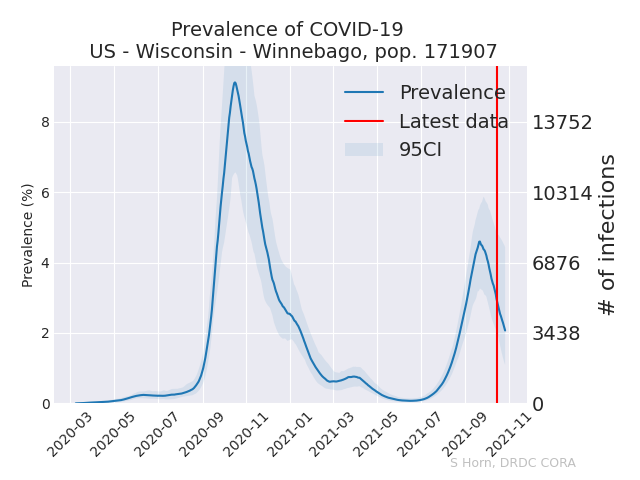 Prevalence of COVID-19
US - Wisconsin - Winnebago, pop. 171907
Prevalence
Latest data
95CI
Prevalence (%)
8
6
4
2
0
13752
10314
6876
3438
0
# of infections
2020-03
2020-05
2020-07
2020-09
2020-11
2021-01
2021-03
2021-05
2021-07
2021-09
2021-11
S Horn, DRDC CORA